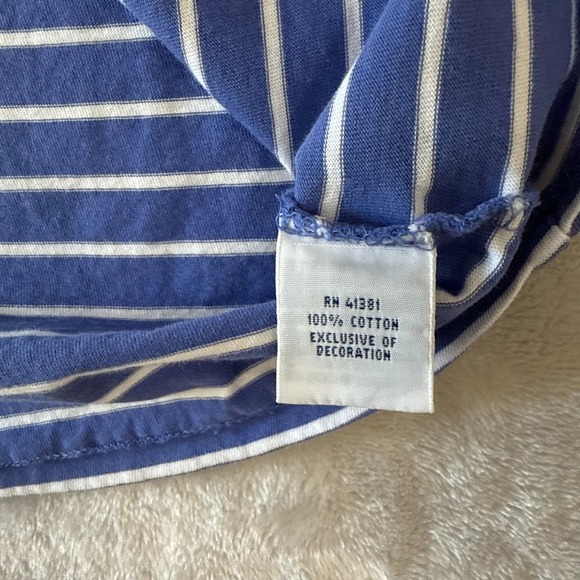 RN 41381
100% COTTON
EXCLUSIVE OF
DECORATION